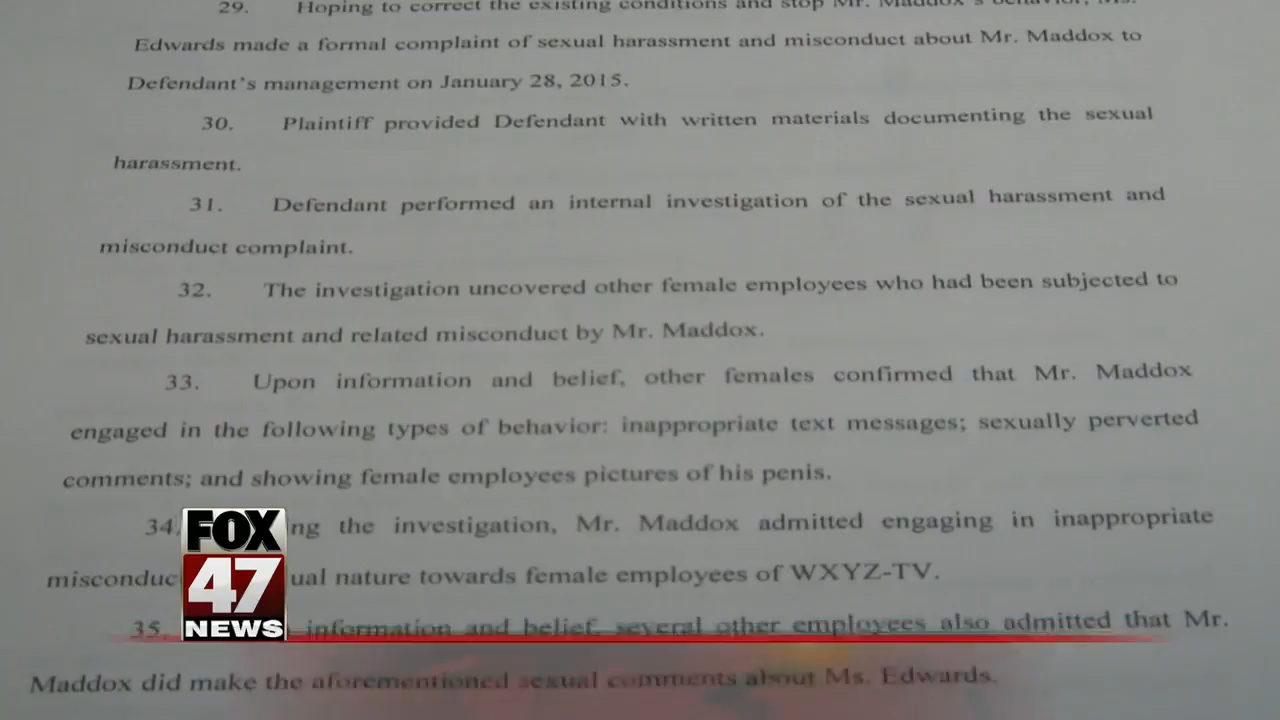 29. Hoping to correct the existing conditions and stop Mr. Maddox's behavior, Ms.
Edwards made a formal complaint of sexual harassment and misconduct about Mr. Maddox to
Defendant's management on January 28, 2015.
30. Plaintiff provided Defendant with written materials documenting the sexual
harassment.
31. Defendant performed an internal investigation of the sexual harassment and
misconduct complaint.
32. The investigation uncovered other female employees who had been subjected to
sexual harassment and related misconduct by Mr. Maddox.
33. Upon information and belief, other females confirmed that Mr. Maddox
engaged in the following types of behavior: inappropriate text messages; sexually perverted
comments; and showing female employees pictures of his penis.
34. ng the investigation, Mr. Maddox admitted engaging in inappropriate
misconduc ual nature towards female employees of WXYZ-TV.
35. information and belief, several other employees also admitted that Mr.
Maddox did make the aforementioned sexual comments about Ms. Edwards.
FOX
47
NEWS